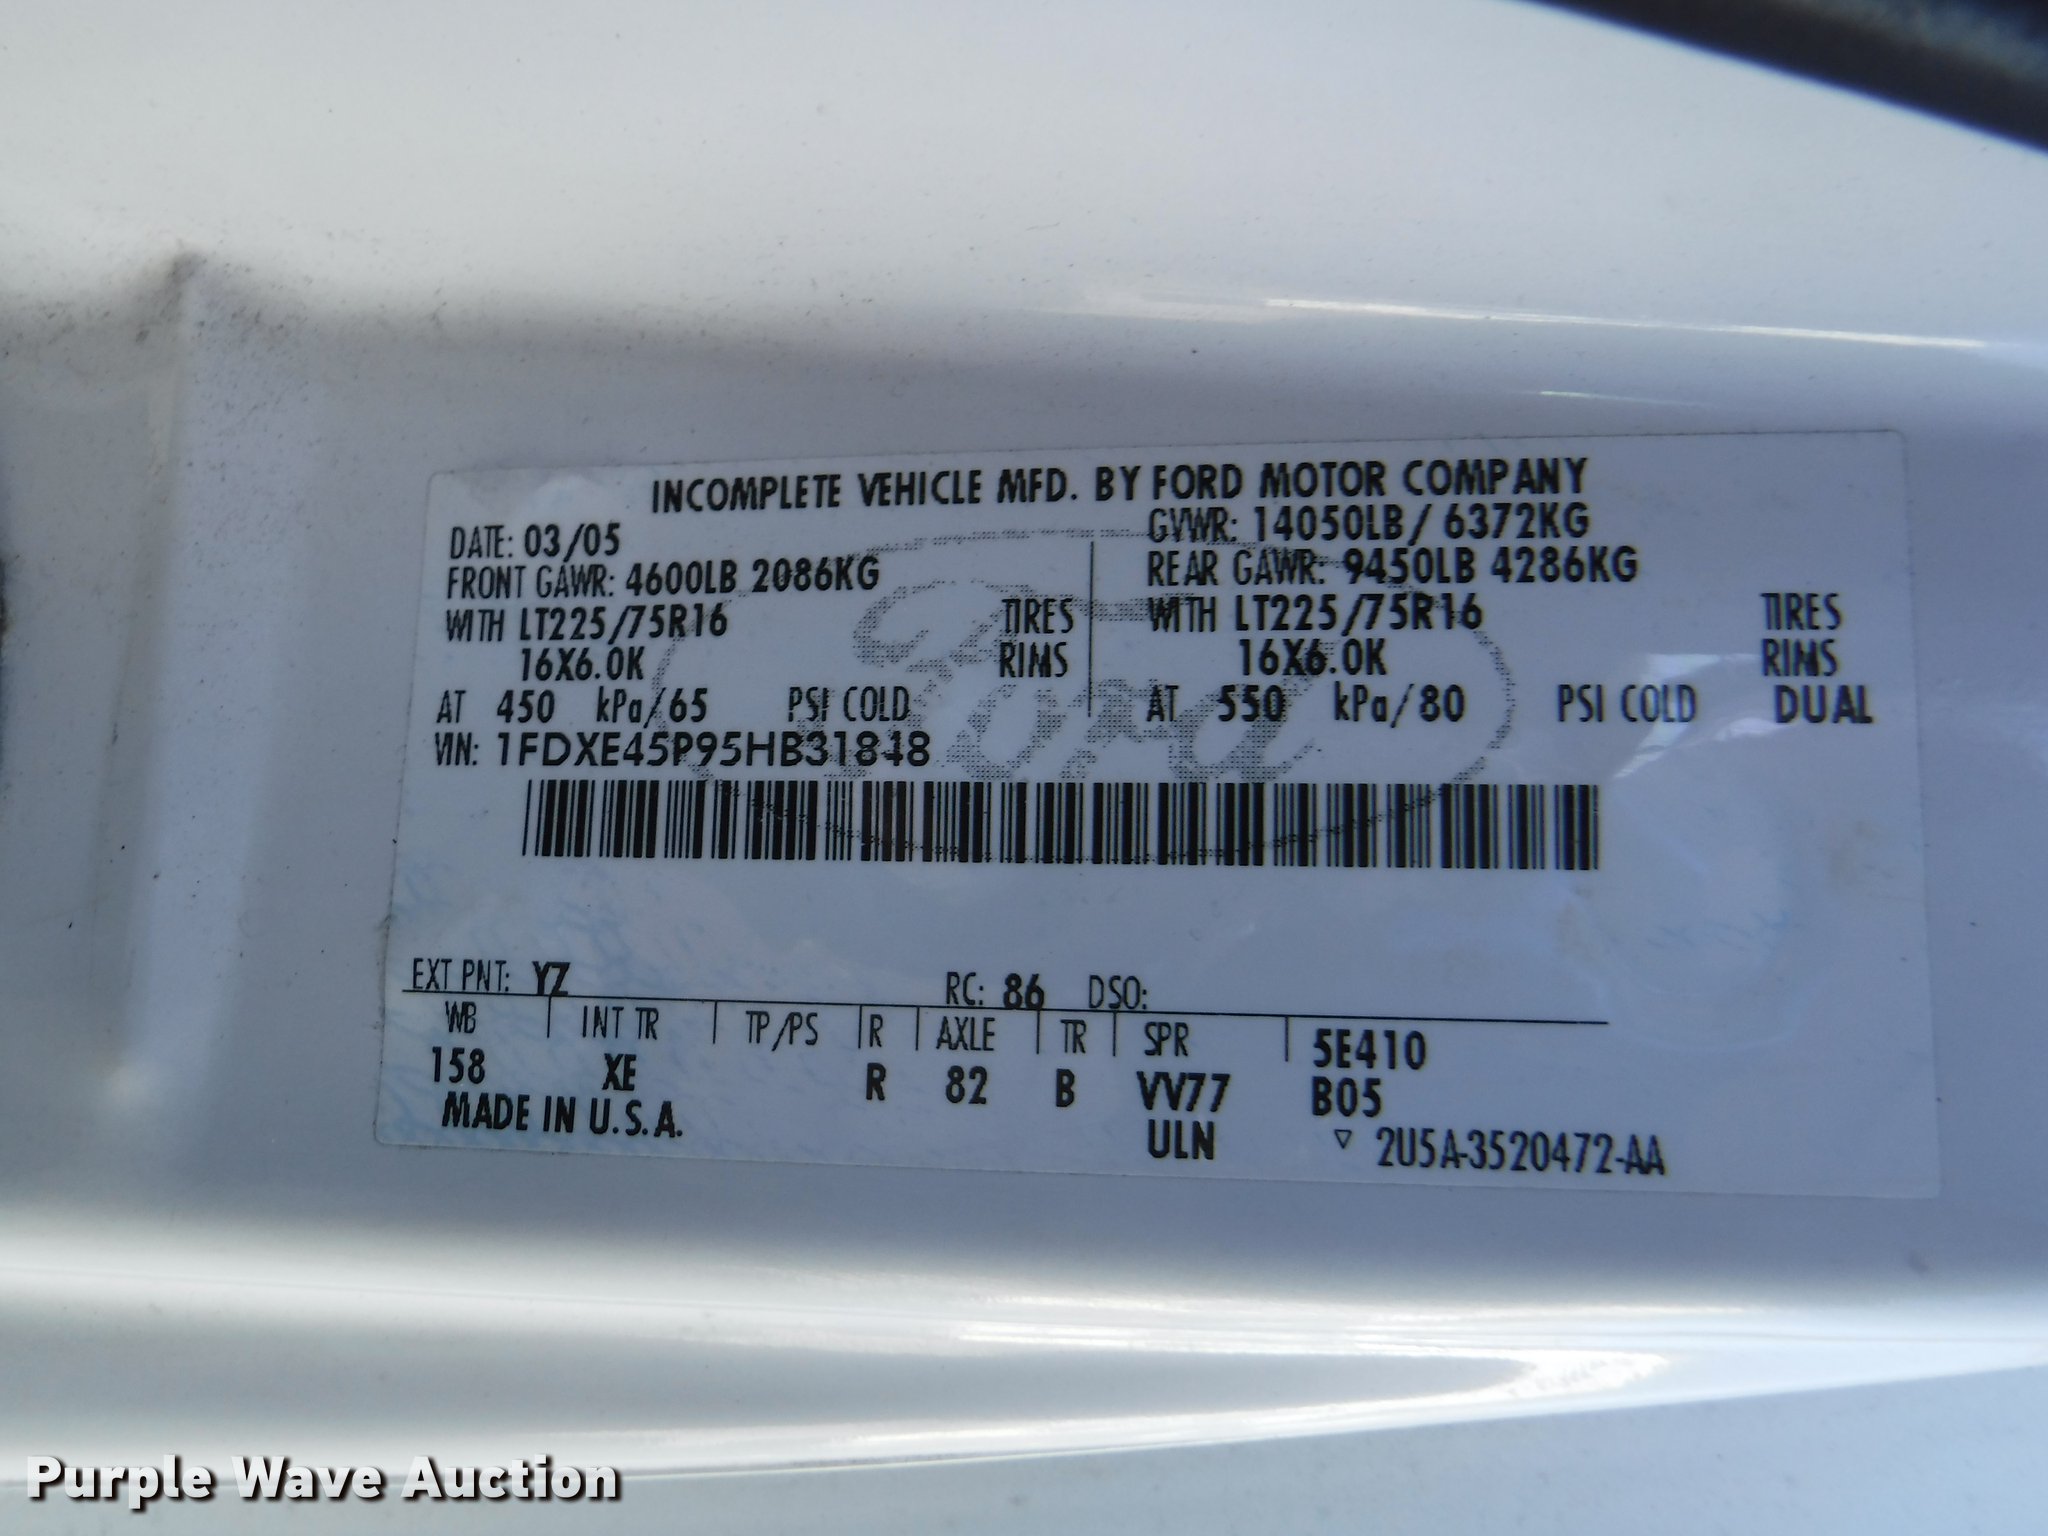 INCOMPLETE VEHICLE MFD. BY FORD MOTOR COMPANY
DATE: 03/05
GVWR: 14050LB/ 6372KG
FRONT GAWR: 4600LB 2086KG
REAR GAWR: 9450LB 4286KG
WITH LT225/75R16 TIRES
WITH LT225/75R16 TIRES
16X6.0K RIMS
16X6.0K RIMS
AT 450 kPa/65 PSI COLD
AT 550 kPa/80 PSI COLD DUAL
VIN: 1FDXE45P95HB31848
Ford
EXT PNT: YZ RC: 86 DSO:
WB INT TR TP/PS R AXLE TR SPR 5E410
158 XE R 82 B VV77 B05
MADE IN U.S.A. ULN ▽ 2U5A-3520472-AA
Purple Wave Auction